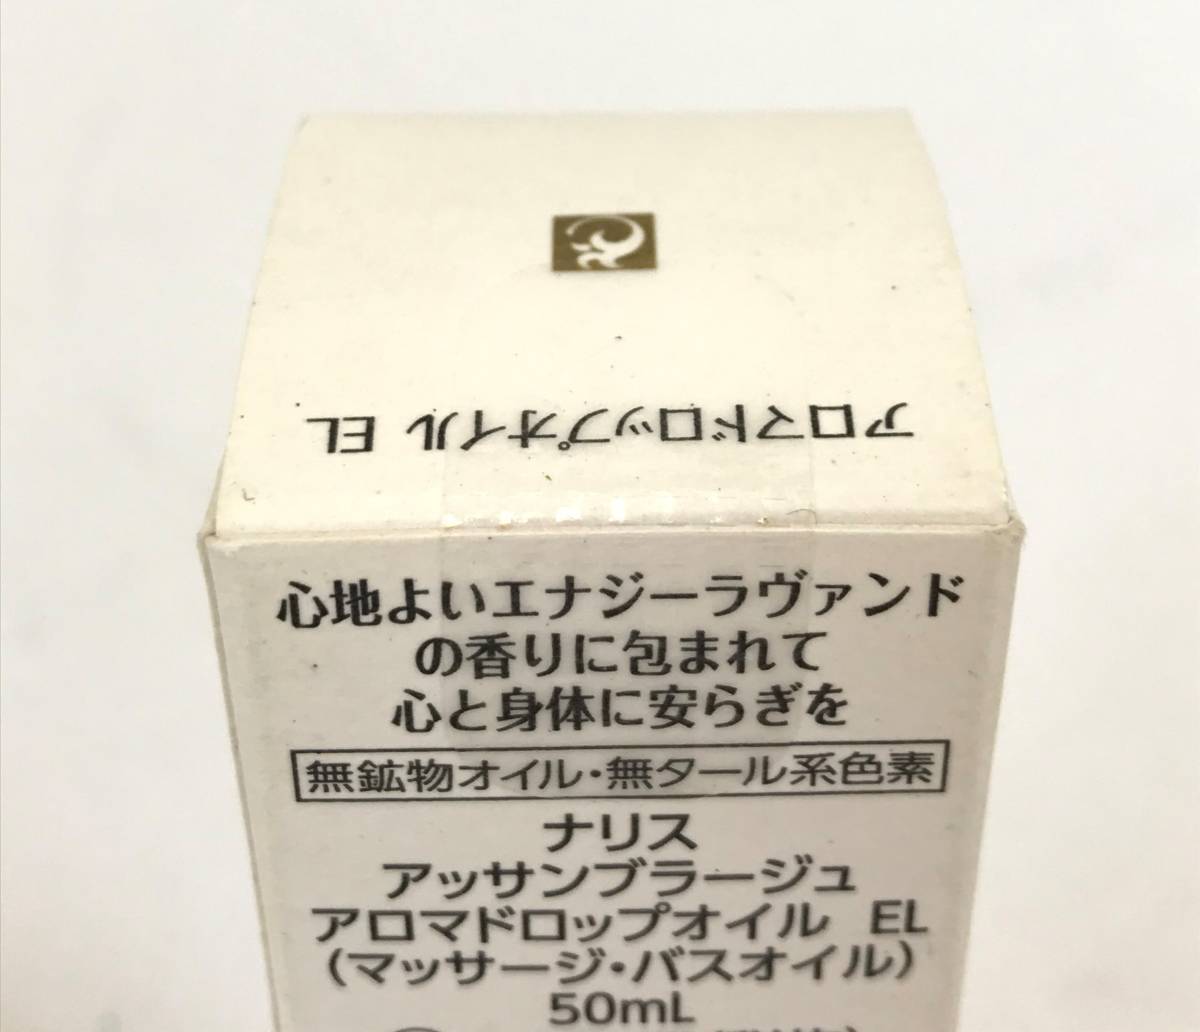 アロマドロップオイル EL
心地よいエナジーラヴァンド
の香りに包まれて
心と身体に安らぎを
無鉱物オイル・無タール系色素
ナリス
アッサンブラージュ
アロマドロップオイル EL
(マッサージ・バスオイル)
50mL